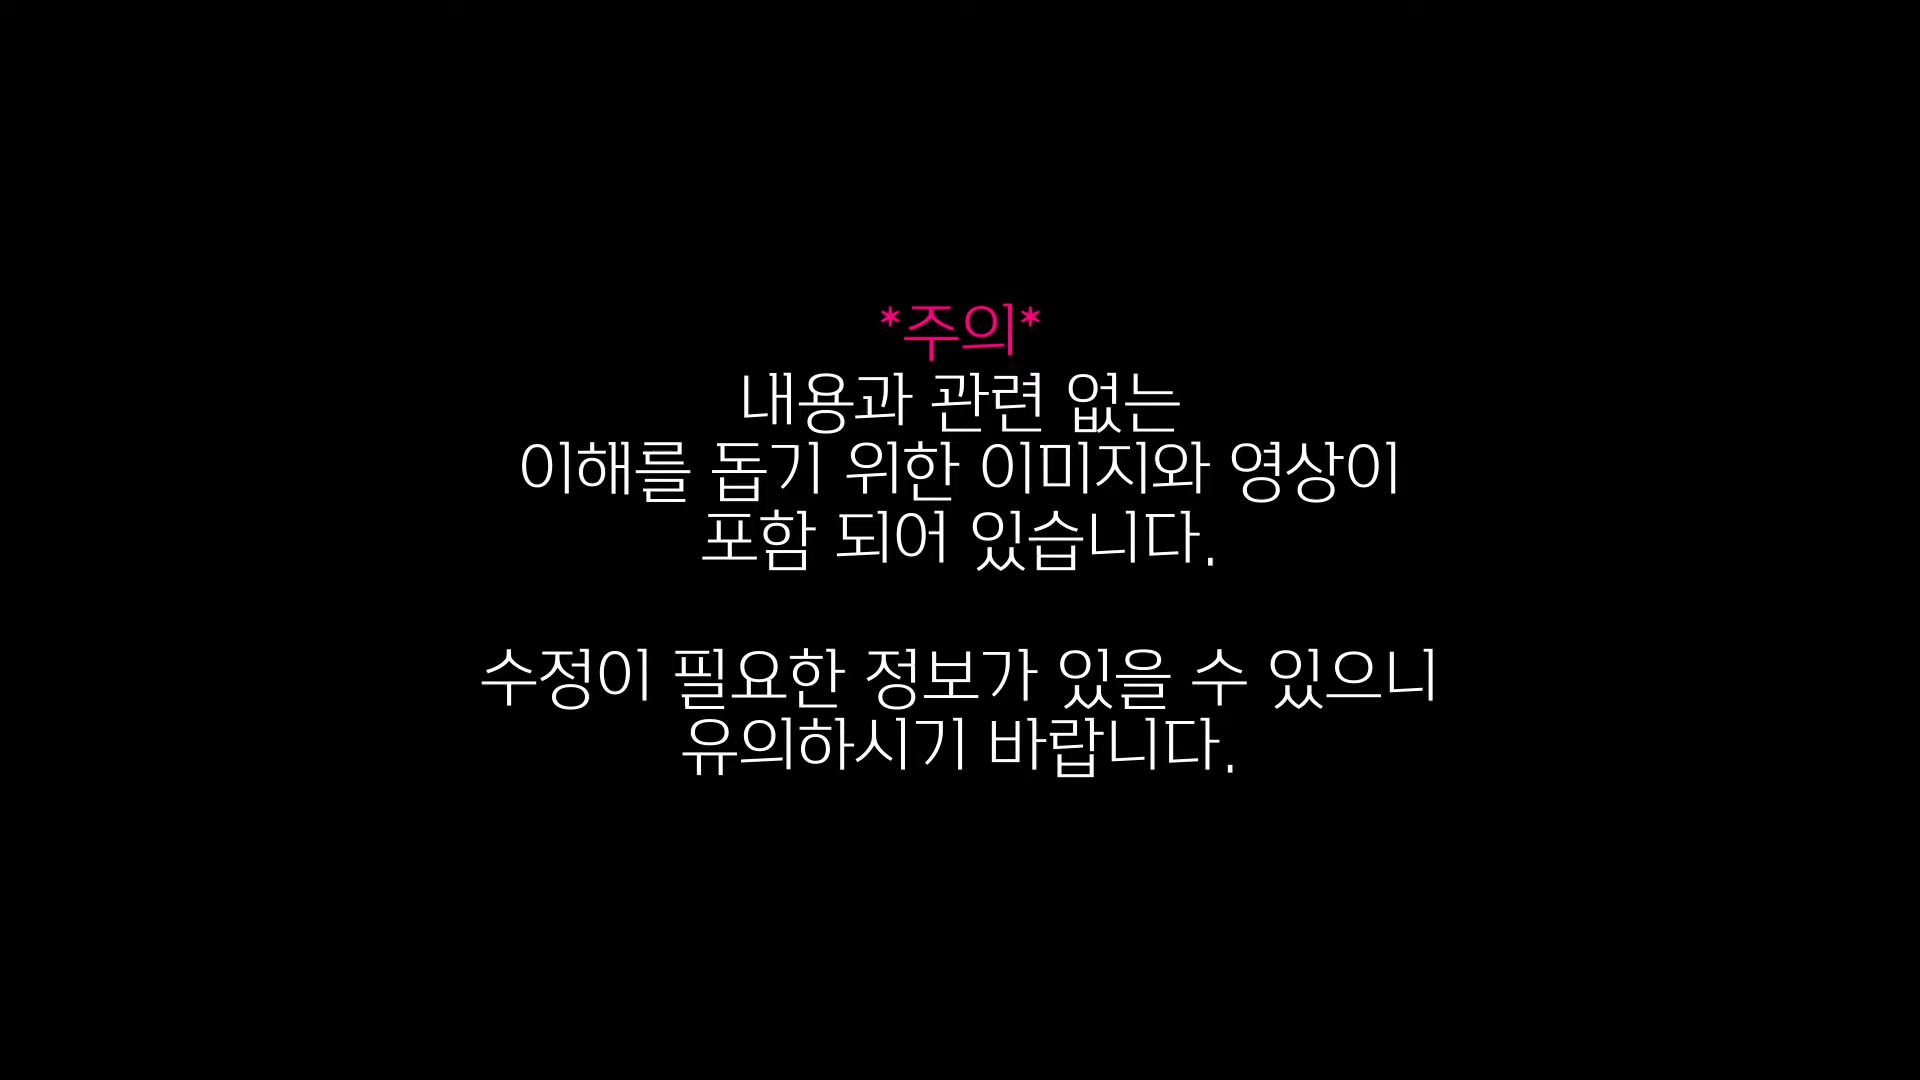 *주의*
내용과 관련 없는
이해를 돕기 위한 이미지와 영상이
포함 되어 있습니다.
수정이 필요한 정보가 있을 수 있으니
유의하시기 바랍니다.